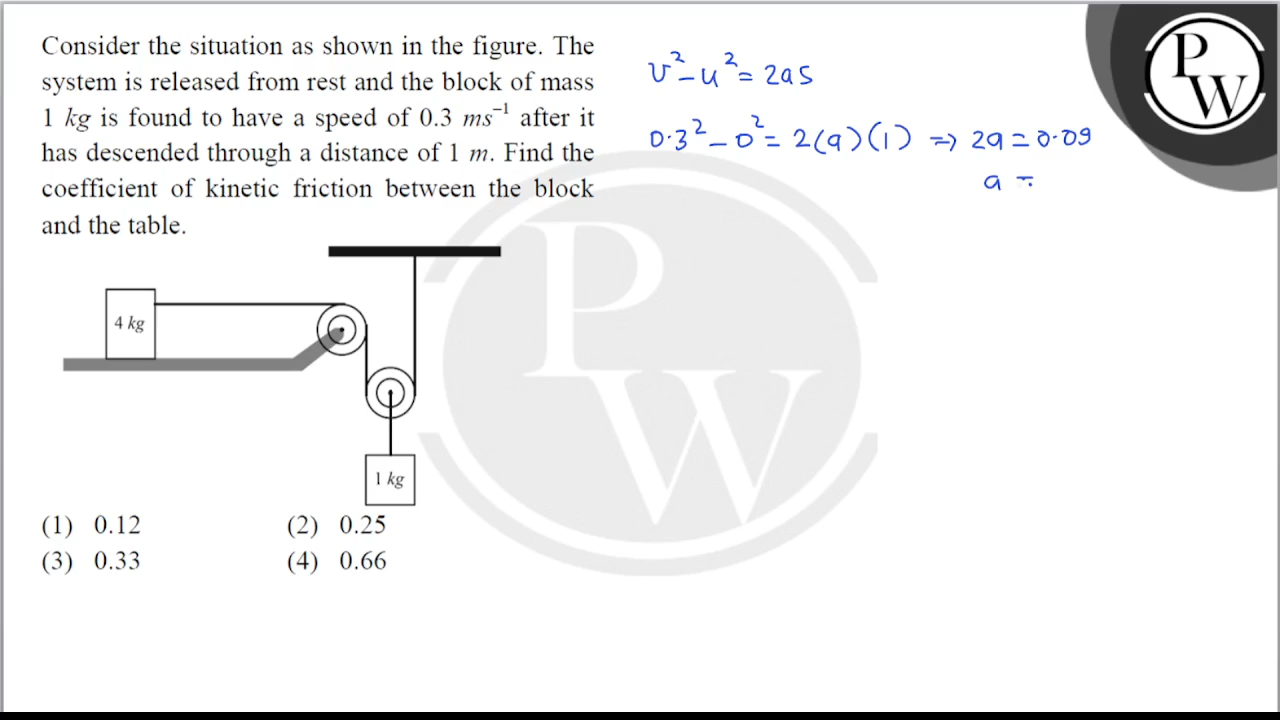 Consider the situation as shown in the figure. The
system is released from rest and the block of mass
1 kg is found to have a speed of 0.3 ms⁻¹ after it
has descended through a distance of 1 m. Find the
coefficient of kinetic friction between the block
and the table.
4 kg
1 kg
(1) 0.12 (2) 0.25
(3) 0.33 (4) 0.66
v² - u² = 2as
0.3² - 0² = 2(a)(1) ⇒ 2a = 0.09
a =
P
W
P
W